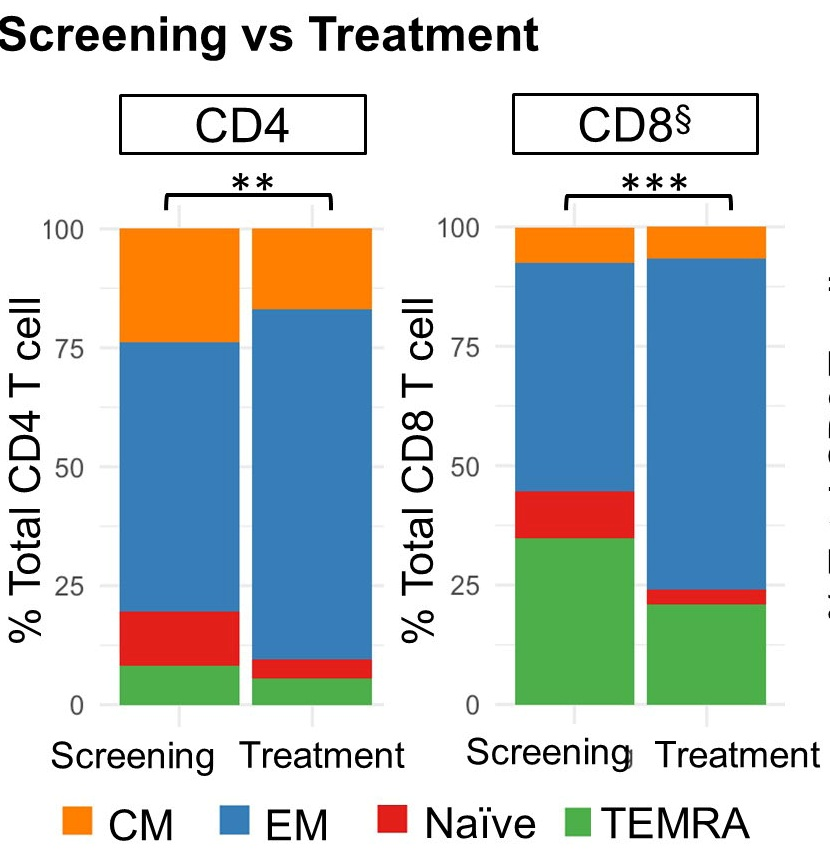 Screening vs Treatment
CD4
CD8§
**
***
% Total CD4 T cell
100
75
50
25
0
% Total CD8 T cell
100
75
50
25
0
Screening Treatment
Screening Treatment
CM EM Naïve TEMRA